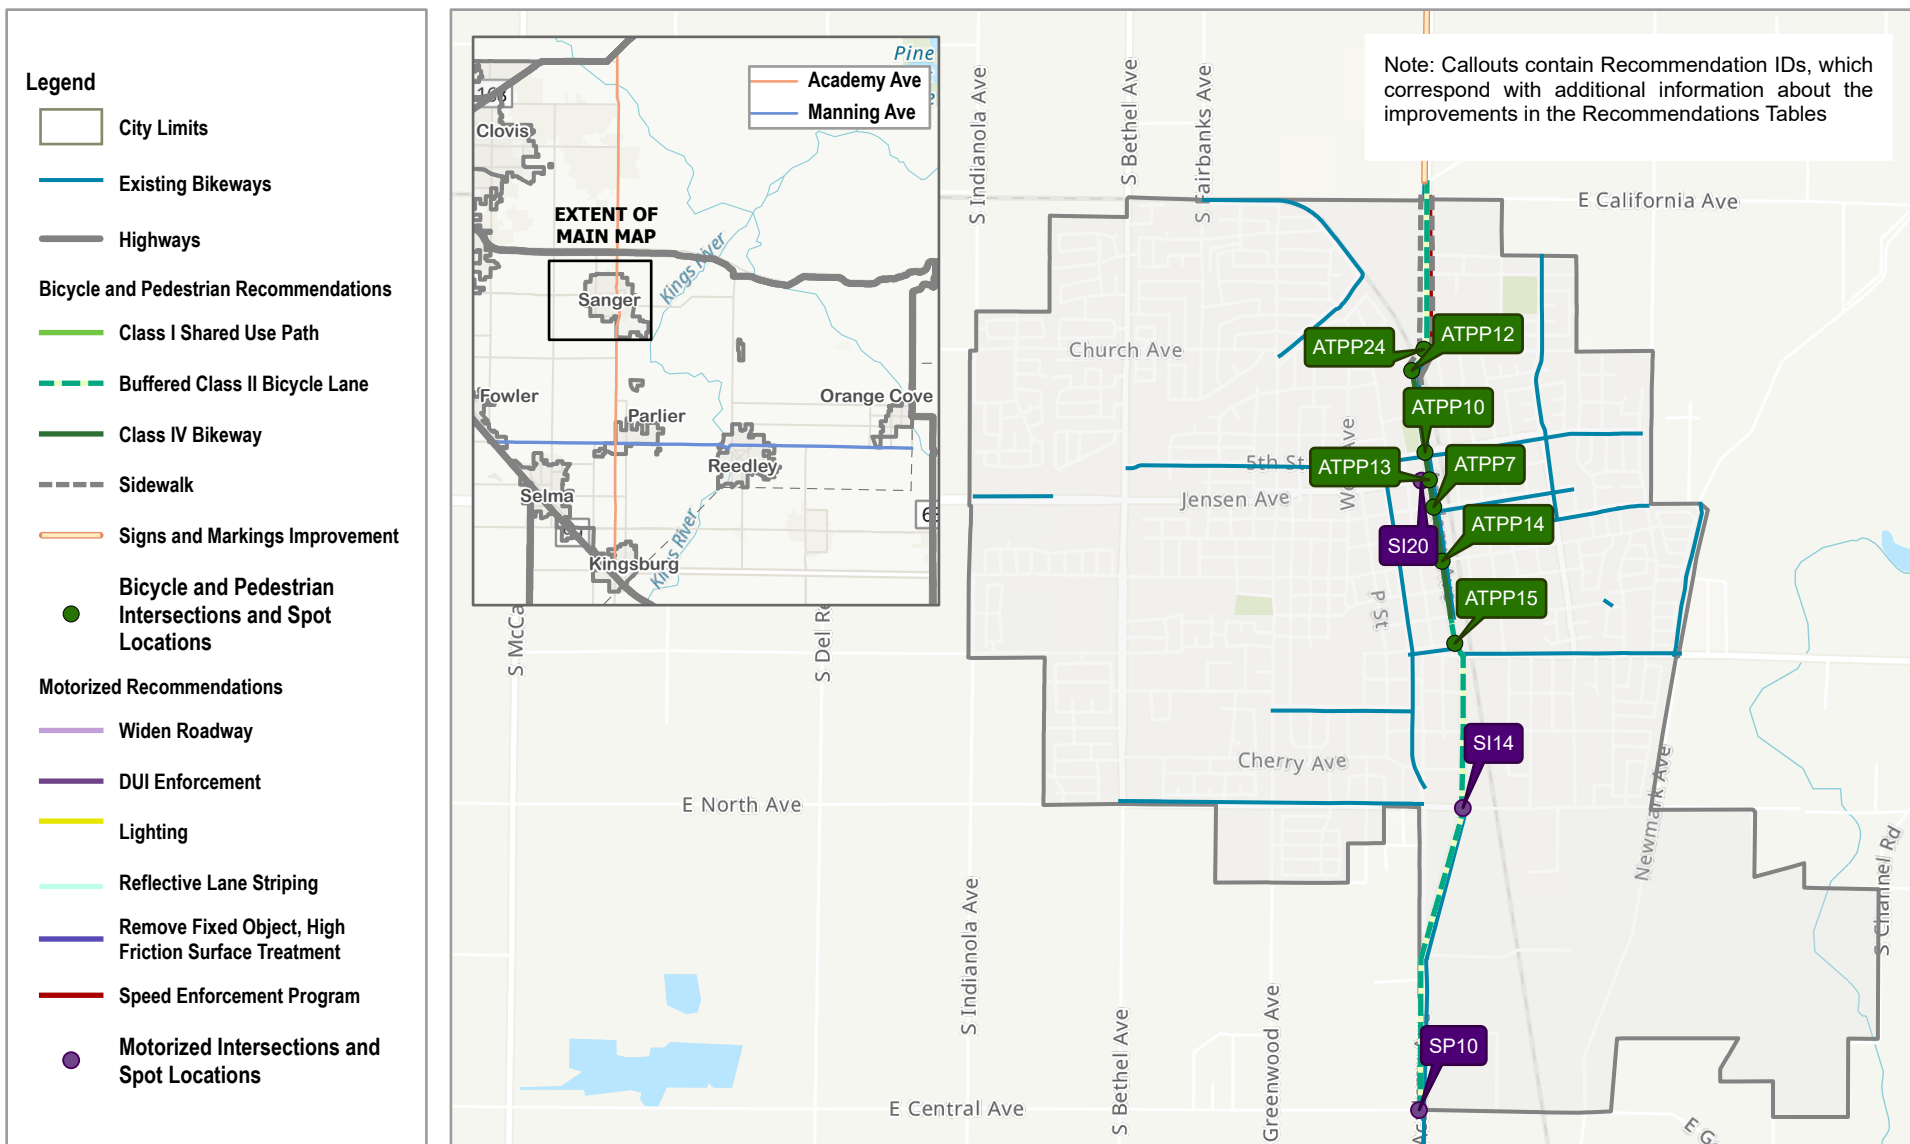 Legend
City Limits
Existing Bikeways
Highways
Bicycle and Pedestrian Recommendations
Class I Shared Use Path
Buffered Class II Bicycle Lane
Class IV Bikeway
Sidewalk
Signs and Markings Improvement
Bicycle and Pedestrian
Intersections and Spot
Locations
Motorized Recommendations
Widen Roadway
DUI Enforcement
Lighting
Reflective Lane Striping
Remove Fixed Object, High
Friction Surface Treatment
Speed Enforcement Program
Motorized Intersections and
Spot Locations
Pine
Academy Ave
Manning Ave
Clovis
EXTENT OF
MAIN MAP
Kings River
Sanger
Fowler
Parlier
Orange Cove
Reedley
Selma
Kingsburg
Kings River
Note: Callouts contain Recommendation IDs, which
correspond with additional information about the
improvements in the Recommendations Tables
S Indianola Ave
S Bethel Ave
S Fairbanks Ave
E California Ave
Church Ave
ATPP24
ATPP12
ATPP10
5th St
ATPP13
ATPP7
Jensen Ave
SI20
ATPP14
ATPP15
P St
S Del
SI14
Cherry Ave
E North Ave
Newmark Ave
S Channel Rd
S Indianola Ave
S Bethel Ave
Greenwood Ave
SP10
E Central Ave